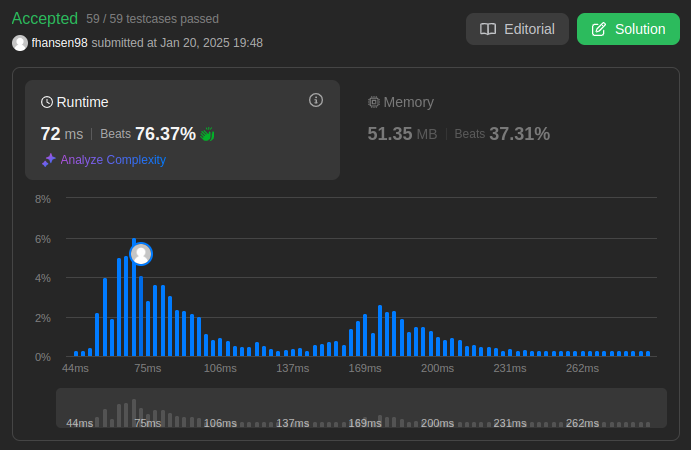 Accepted 59 / 59 testcases passed
fhansen98 submitted at Jan 20, 2025 19:48
Editorial
Solution
Runtime
72 ms | Beats 76.37%
Analyze Complexity
Memory
51.35 MB | Beats 37.31%
8%
6%
4%
2%
0%
44ms 75ms 106ms 137ms 169ms 200ms 231ms 262ms
44ms 75ms 106ms 137ms 169ms 200ms 231ms 262ms